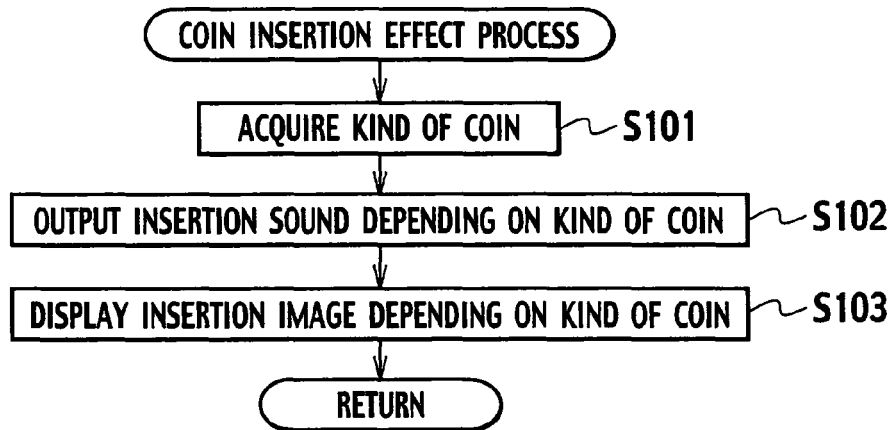 COIN INSERTION EFFECT PROCESS
ACQUIRE KIND OF COIN S101
OUTPUT INSERTION SOUND DEPENDING ON KIND OF COIN S102
DISPLAY INSERTION IMAGE DEPENDING ON KIND OF COIN S103
RETURN